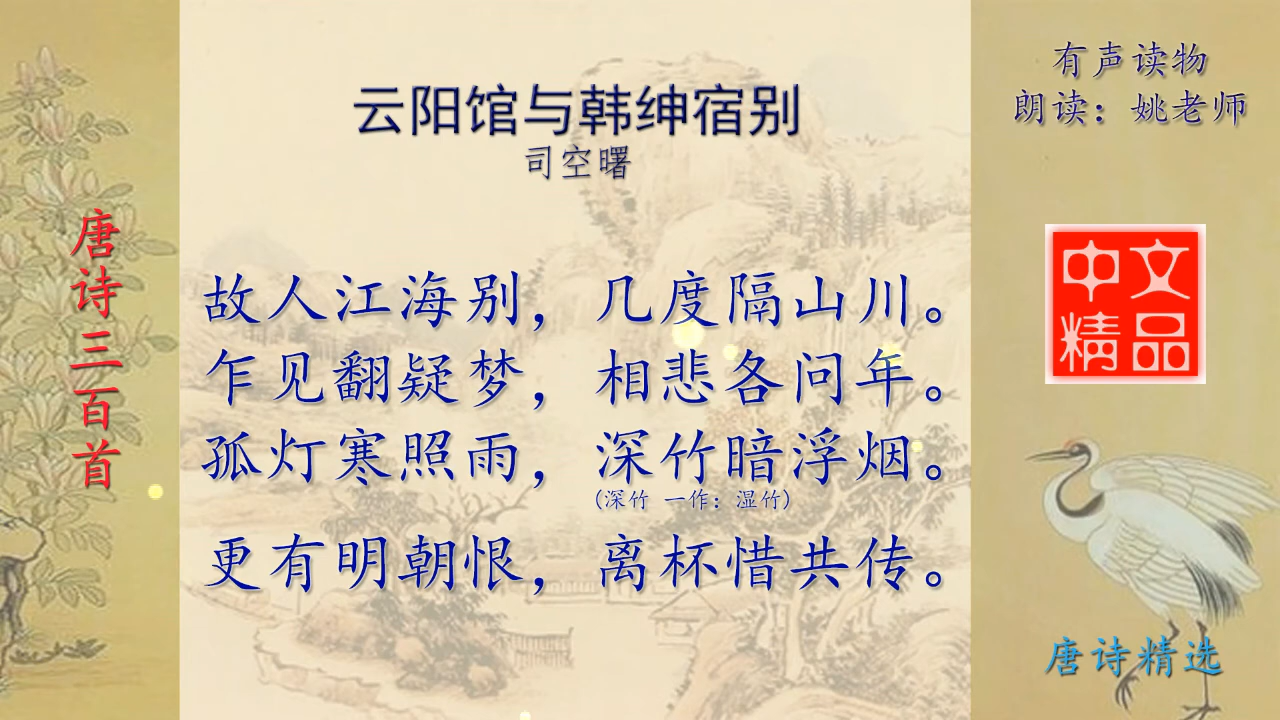 云阳馆与韩绅宿别
司空曙
故人江海别，几度隔山川。
乍见翻疑梦，相悲各问年。
孤灯寒照雨，深竹暗浮烟。
(深竹 一作：湿竹)
更有明朝恨，离杯惜共传。
唐诗三百首
有声读物
朗读：姚老师
中文
精品
唐诗精选